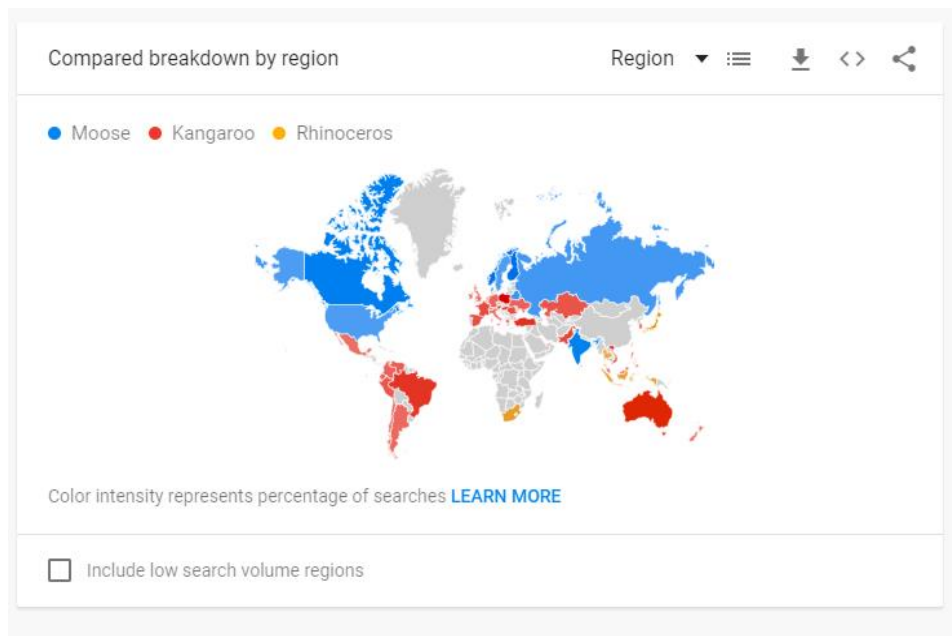 Compared breakdown by region
Region
Moose
Kangaroo
Rhinoceros
Color intensity represents percentage of searches LEARN MORE
Include low search volume regions